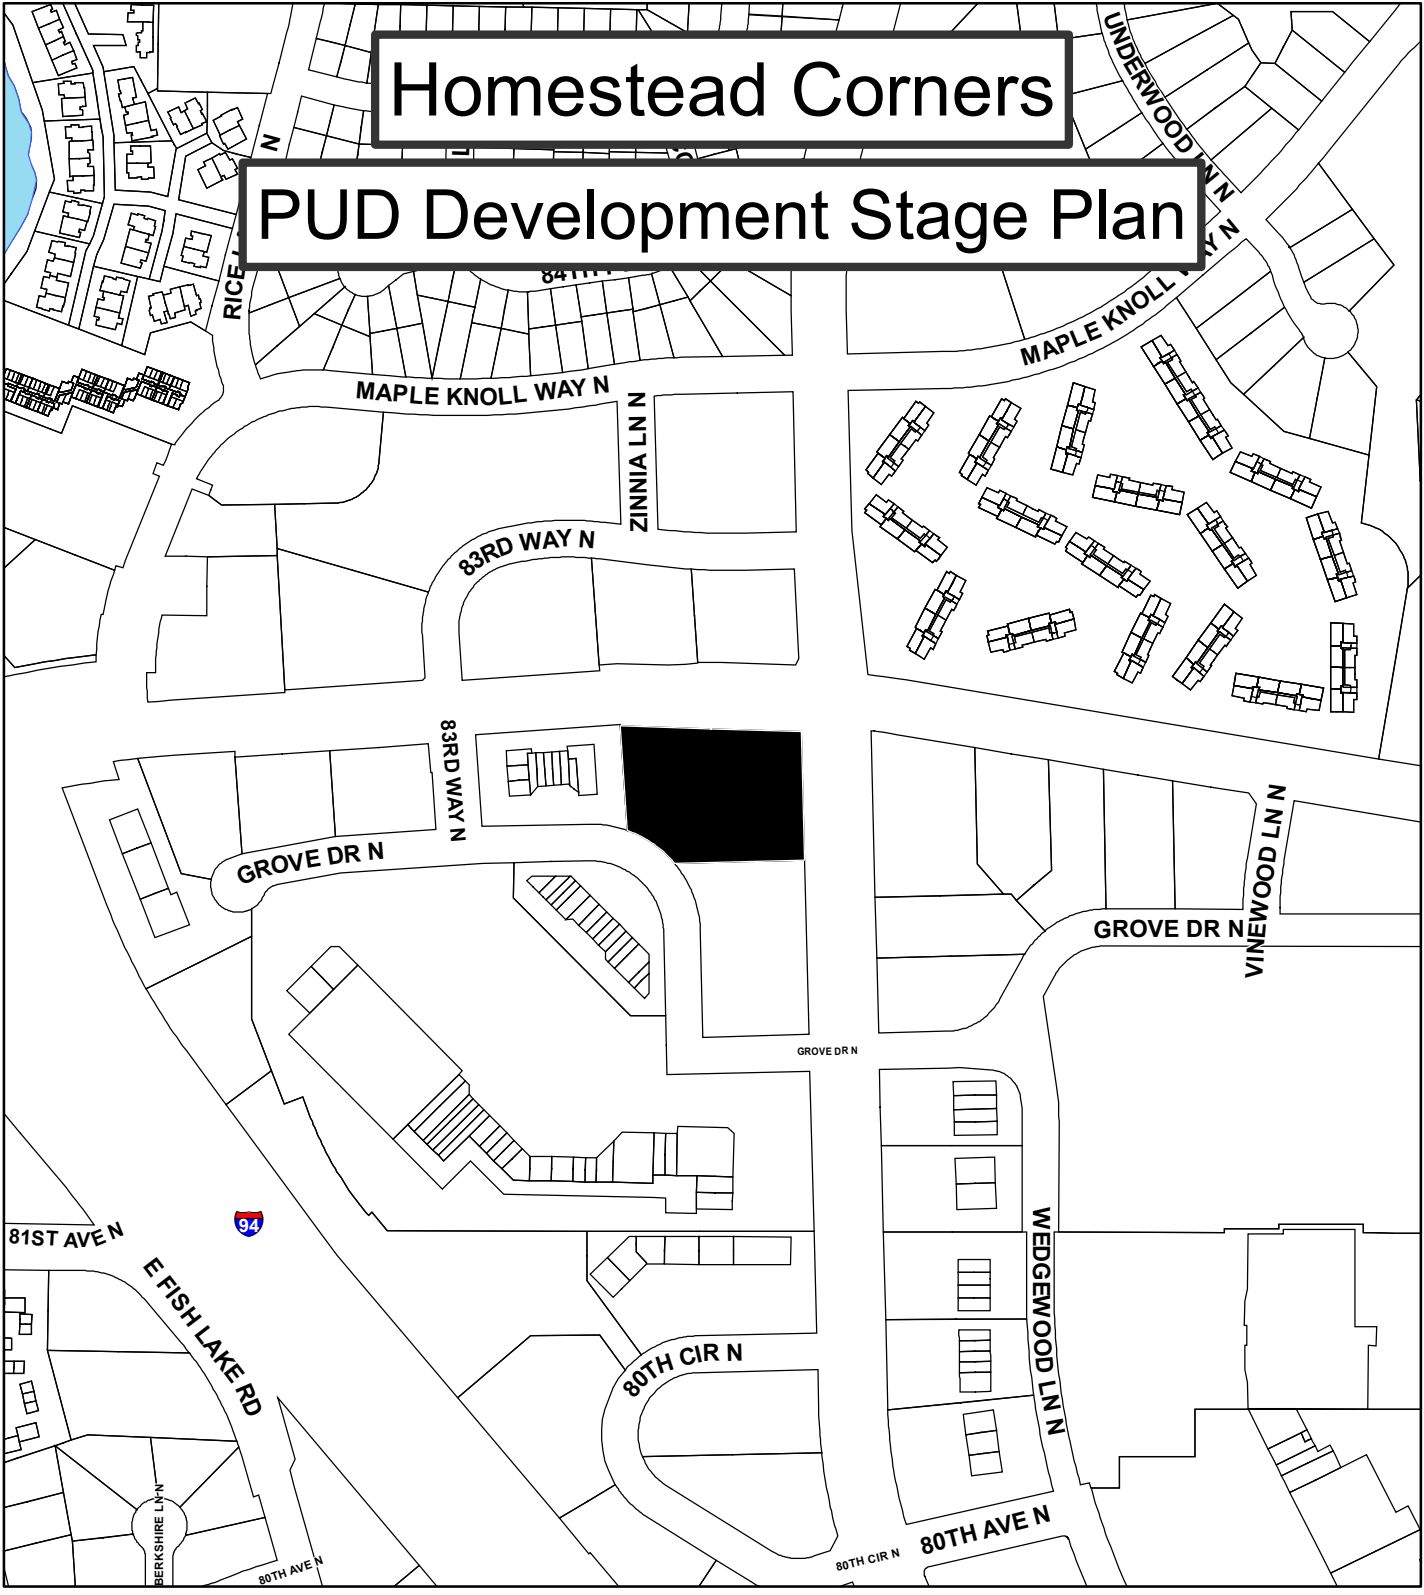 Homestead Corners
PUD Development Stage Plan
UNDERWOOD LN N
N
RICE
84TH
MAPLE KNOLL
MAPLE KNOLL WAY N
ZINNIA LN N
83RD WAY N
83RD WAY N
GROVE DR N
VINEWOOD LN N
GROVE DR N
GROVE DR N
81ST AVE N
94
E FISH LAKE RD
WEDGEWOOD LN N
80TH CIR N
BERKSHIRE LN N
80TH AVE N
80TH CIR N
80TH AVE N